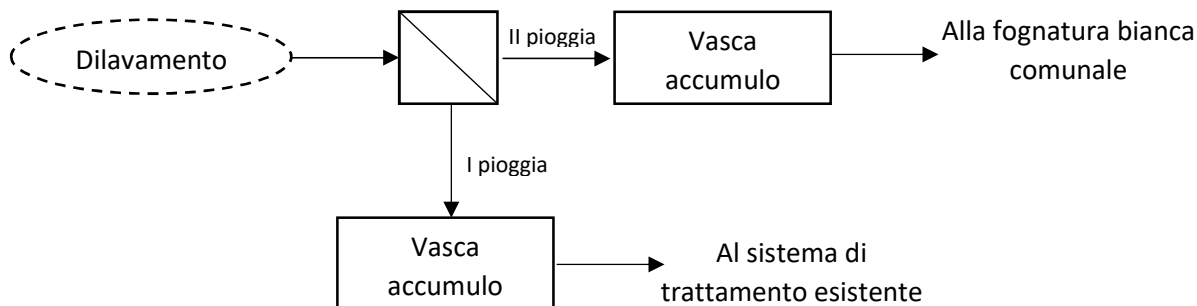 Dilavamento
II pioggia
Vasca
accumulo
Alla fognatura bianca
comunale
I pioggia
Vasca
accumulo
Al sistema di
trattamento esistente